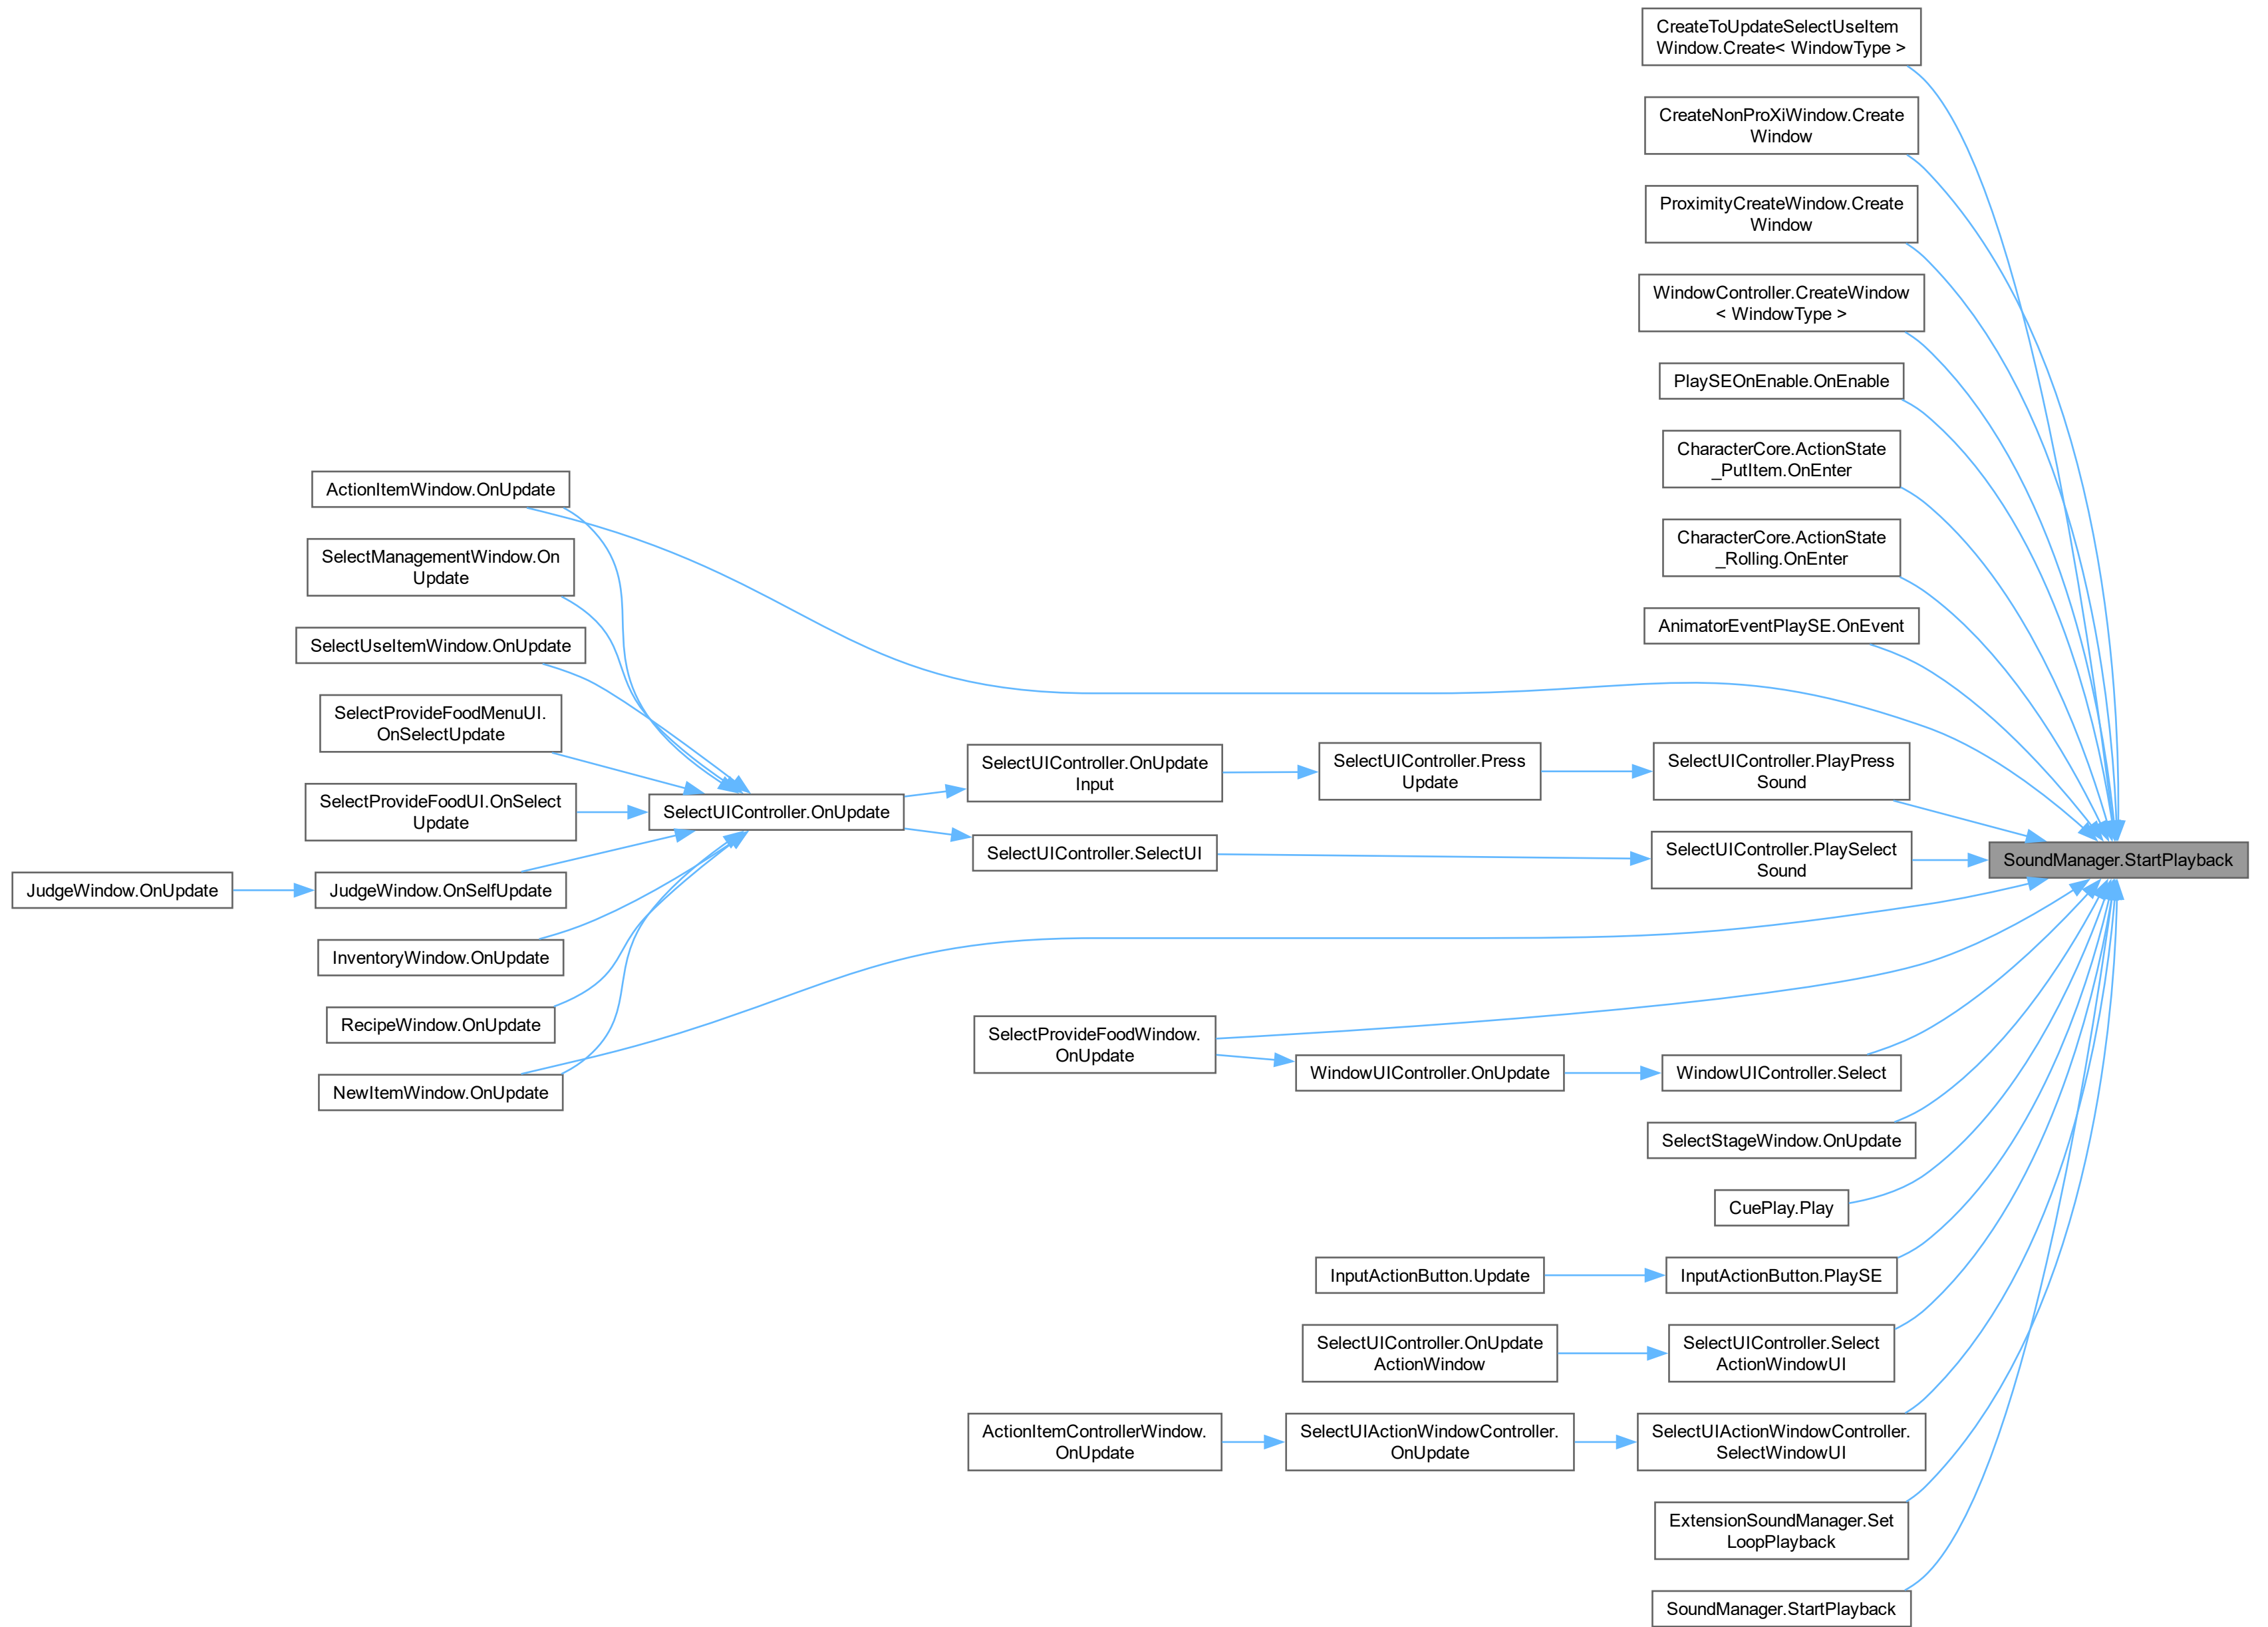 CreateToUpdateSelectUseItem
Window.Create< WindowType >
CreateNonProXiWindow.Create
Window
ProximityCreateWindow.Create
Window
WindowController.CreateWindow
< WindowType >
PlaySEOnEnable.OnEnable
CharacterCore.ActionState
_PutItem.OnEnter
CharacterCore.ActionState
_Rolling.OnEnter
AnimatorEventPlaySE.OnEvent
ActionItemWindow.OnUpdate
SelectManagementWindow.On
Update
SelectUseItemWindow.OnUpdate
SelectProvideFoodMenuUI.
OnSelectUpdate
SelectProvideFoodUI.OnSelect
Update
JudgeWindow.OnUpdate
JudgeWindow.OnSelfUpdate
InventoryWindow.OnUpdate
RecipeWindow.OnUpdate
NewItemWindow.OnUpdate
SelectUIController.OnUpdate
SelectUIController.OnUpdate
Input
SelectUIController.Press
Update
SelectUIController.PlayPress
Sound
SelectUIController.SelectUI
SelectUIController.PlaySelect
Sound
SoundManager.StartPlayback
SelectProvideFoodWindow.
OnUpdate
WindowUIController.OnUpdate
WindowUIController.Select
SelectStageWindow.OnUpdate
CuePlay.Play
InputActionButton.Update
InputActionButton.PlaySE
SelectUIController.OnUpdate
ActionWindow
SelectUIController.Select
ActionWindowUI
ActionItemControllerWindow.
OnUpdate
SelectUIActionWindowController.
OnUpdate
SelectUIActionWindowController.
SelectWindowUI
ExtensionSoundManager.Set
LoopPlayback
SoundManager.StartPlayback